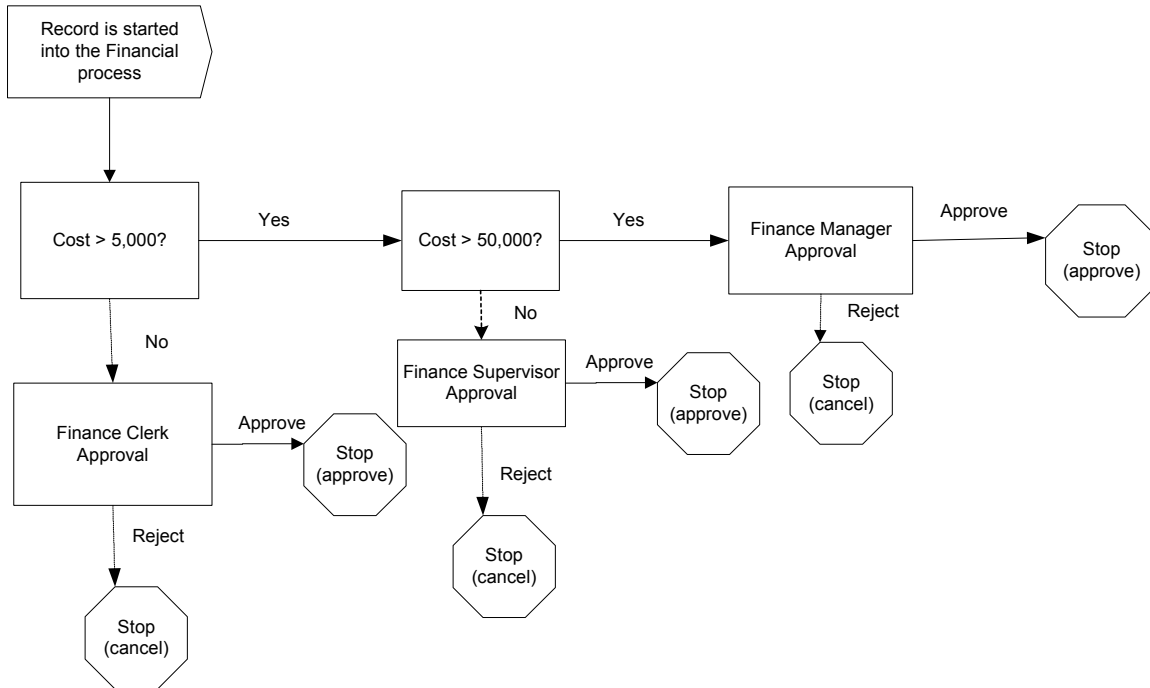 Record is started
into the Financial
process
Cost > 5,000?
Yes
Cost > 50,000?
Yes
Finance Manager
Approval
Approve
Stop
(approve)
Reject
Stop
(cancel)
No
Finance Supervisor
Approval
Approve
Stop
(approve)
Reject
Stop
(cancel)
No
Finance Clerk
Approval
Approve
Stop
(approve)
Reject
Stop
(cancel)